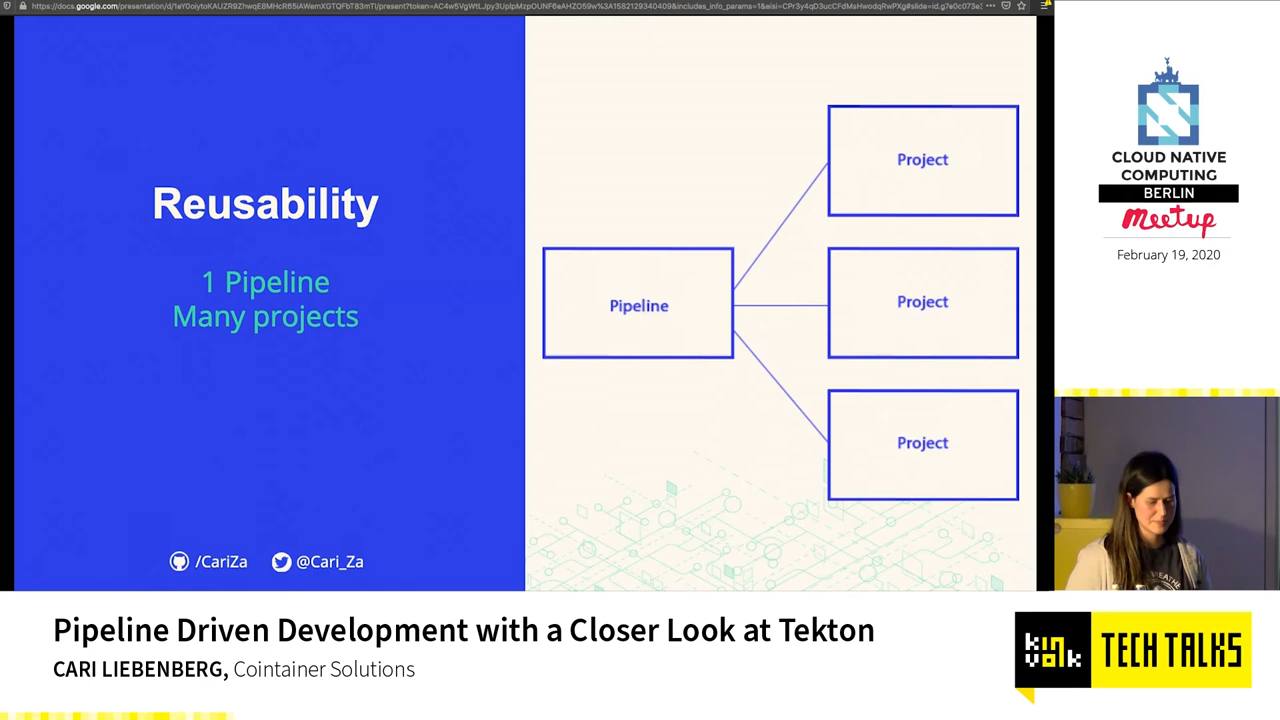 Reusability
1 Pipeline
Many projects
/CariZa
@Cari_Za
Project
Pipeline
Project
Project
CLOUD NATIVE
COMPUTING
BERLIN
meetup
February 19, 2020
Pipeline Driven Development with a Closer Look at Tekton
CARI LIEBENBERG, Cointainer Solutions
kinvolk
TECH TALKS